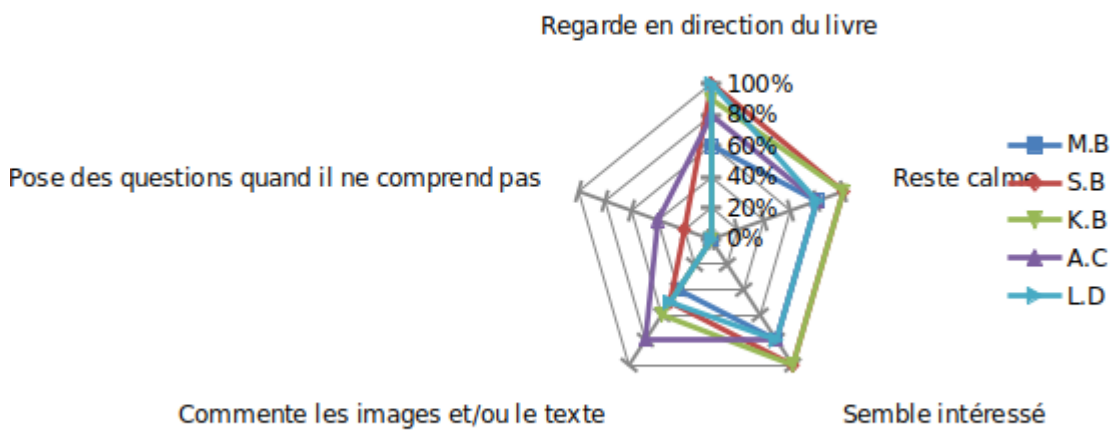 Regarde en direction du livre
100%
80%
60%
40%
20%
0%
Pose des questions quand il ne comprend pas
Reste calme
Commente les images et/ou le texte
Semble intéressé
M.B
S.B
K.B
A.C
L.D